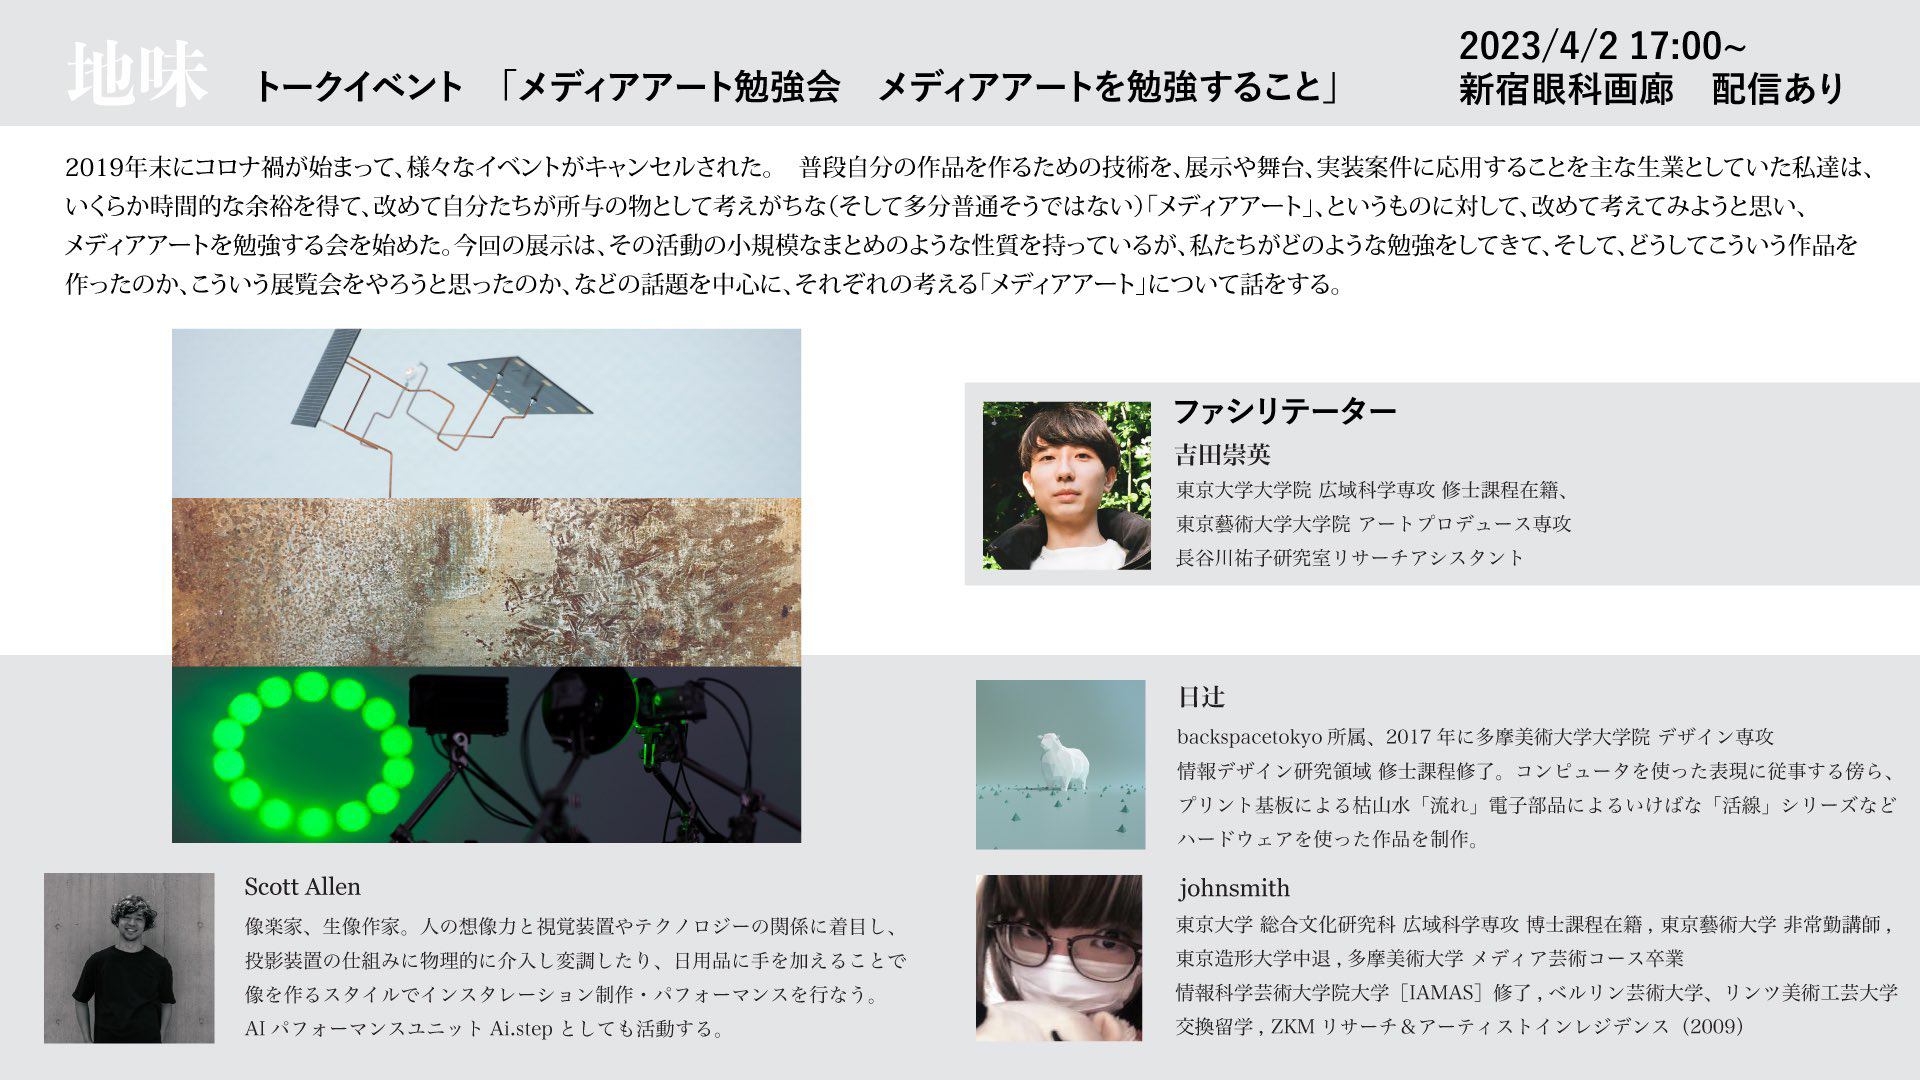 地味
トークイベント 「メディアアート勉強会 メディアアートを勉強すること」
2023/4/2 17:00~
新宿眼科画廊 配信あり
2019年末にコロナ禍が始まって、様々なイベントがキャンセルされた。 普段自分の作品を作るための技術を、展示や舞台、実装案件に応用することを主な生業としていた私達は、
いくらか時間的な余裕を得て、改めて自分たちが所与の物として考えがちな(そして多分普通そうではない)「メディアアート」、というものに対して、改めて考えてみようと思い、
メディアアートを勉強する会を始めた。今回の展示は、その活動の小規模なまとめのような性質を持っているが、私たちがどのような勉強をしてきて、そして、どうしてこういう作品を
作ったのか、こういう展覧会をやろうと思ったのか、などの話題を中心に、それぞれの考える「メディアアート」について話をする。
ファシリテーター
吉田崇英
東京大学大学院 広域科学専攻 修士課程在籍、
東京藝術大学大学院 アートプロデュース専攻
長谷川祐子研究室リサーチアシスタント
日辻
backspacetokyo 所属、2017 年に多摩美術大学大学院 デザイン専攻
情報デザイン研究領域 修士課程修了。コンピュータを使った表現に従事する傍ら、
プリント基板による枯山水「流れ」電子部品によるいけばな「活線」シリーズなど
ハードウェアを使った作品を制作。
Scott Allen
像楽家、生像作家。人の想像力と視覚装置やテクノロジーの関係に着目し、
投影装置の仕組みに物理的に介入し変調したり、日用品に手を加えることで
像を作るスタイルでインスタレーション制作・パフォーマンスを行なう。
AI パフォーマンスユニット Ai.step としても活動する。
johnsmith
東京大学 総合文化研究科 広域科学専攻 博士課程在籍 , 東京藝術大学 非常勤講師 ,
東京造形大学中退 , 多摩美術大学 メディア芸術コース卒業
情報科学芸術大学院大学［IAMAS］修了 , ベルリン芸術大学、リンツ美術工芸大学
交換留学 , ZKM リサーチ＆アーティストインレジデンス（2009）